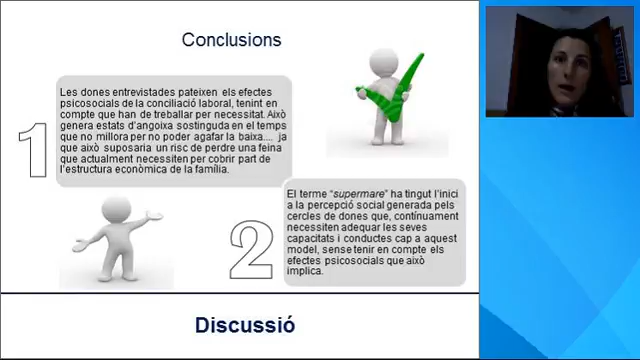 Conclusions
Les dones entrevistades pateixen els efectes
psicosocials de la conciliació laboral, tenint en
compte que han de treballar per necessitat. Això
genera estats d'angoixa sostinguda en el temps
que no millora per no poder agafar la baixa.... ja
que això suposaria un risc de perdre una feina
que actualment necessiten per cobrir part de
l'estructura econòmica de la família.
1
El terme “supermare” ha tingut l'inici
a la percepció social generada pels
cercles de dones que, contínuament
necessiten adequar les seves
capacitats i conductes cap a aquest
model, sense tenir en compte els
efectes psicosocials que això
implica.
2
Discussió